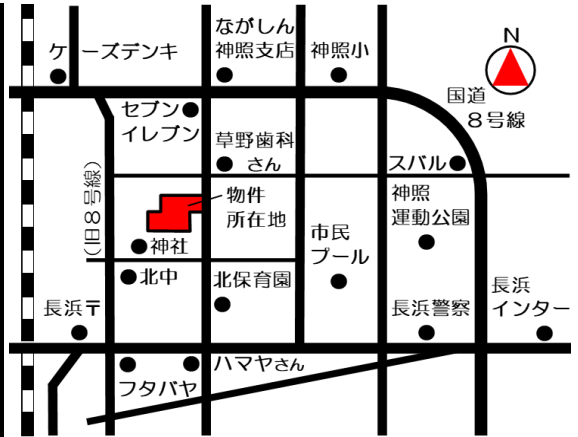 ながしん
神照支店
神照小
N
ケーズデンキ
国道
8号線
セブン
イレブン
草野歯科
さん
スバル
(旧8号線)
物件
所在地
神照
運動公園
市民
プール
神社
北中
北保育園
長浜〒
長浜警察
長浜
インター
フタバヤ
ハマヤさん